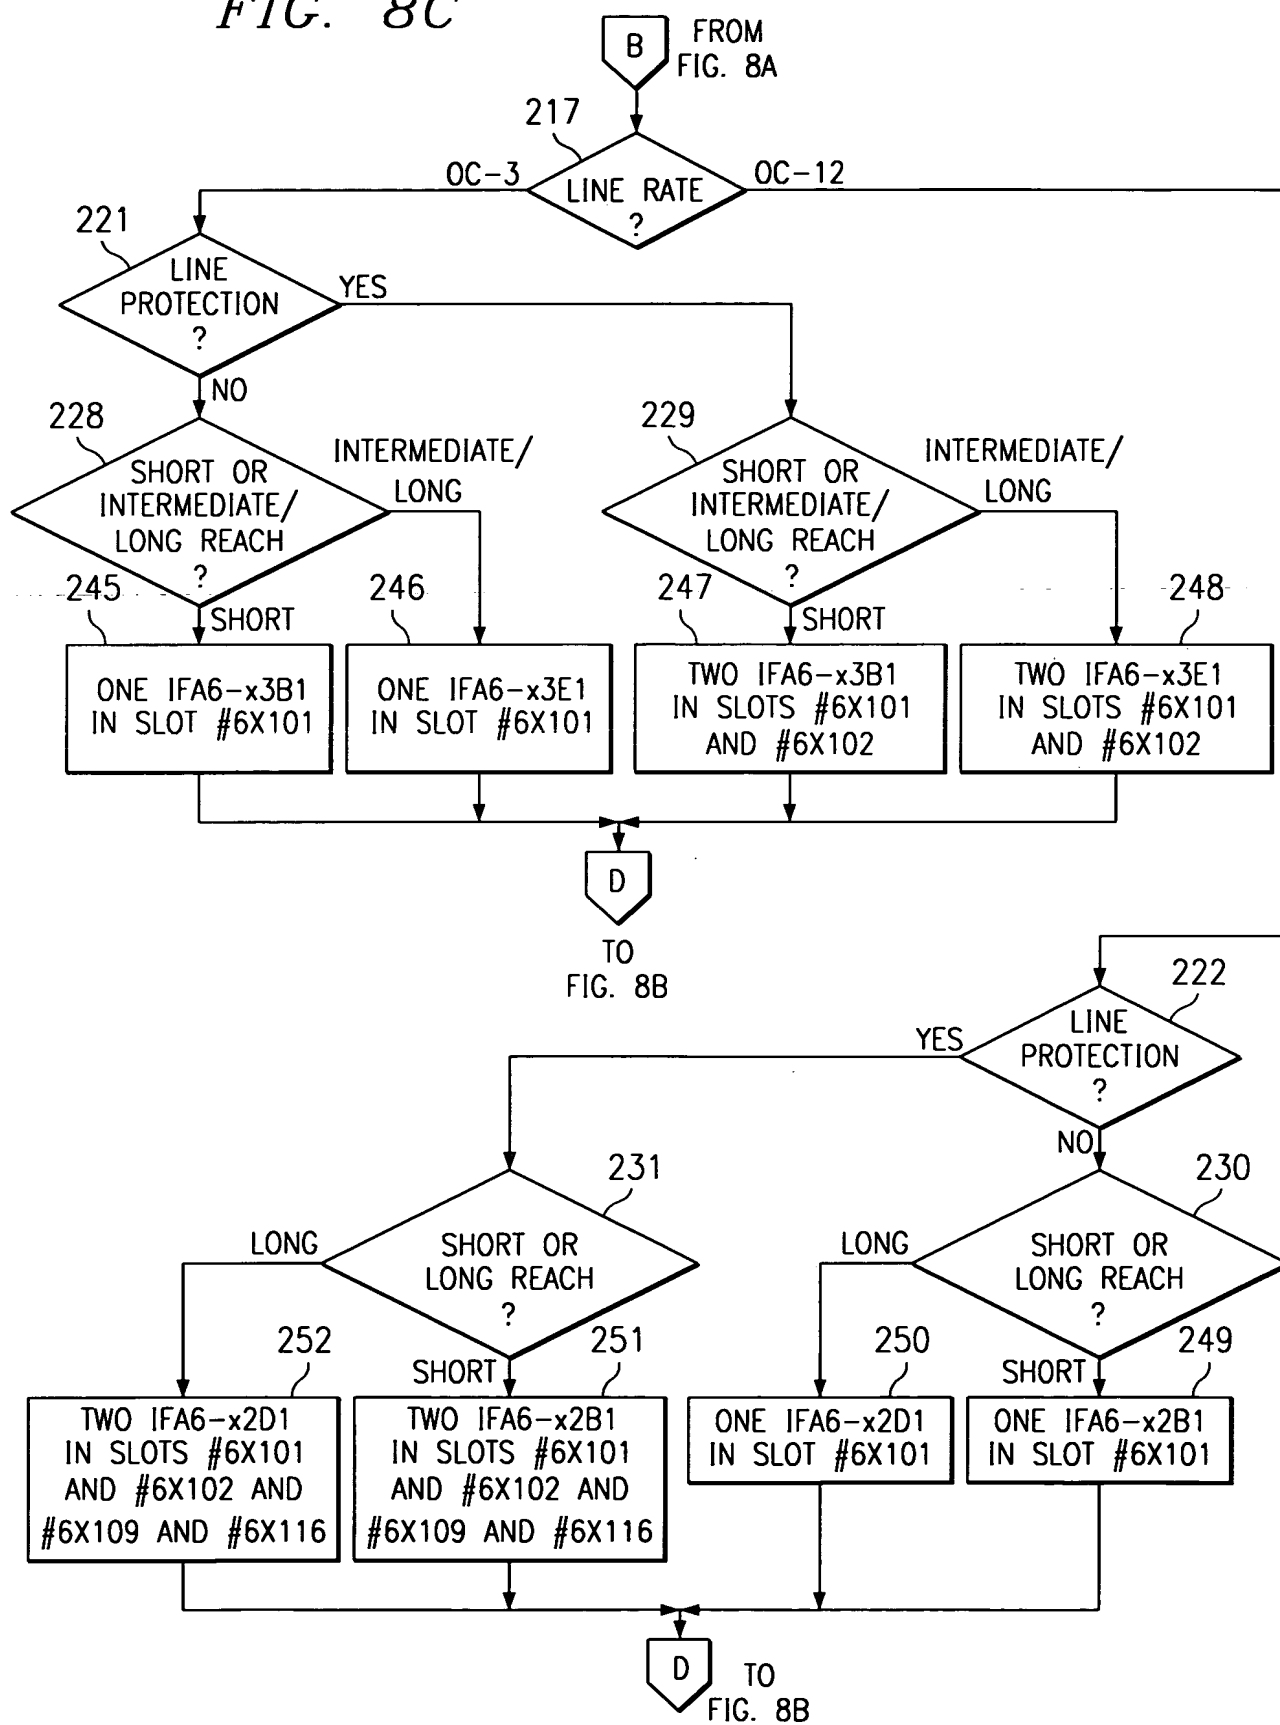 FIG. 8C
B
FROM
FIG. 8A
217
OC-3
LINE RATE
?
OC-12
221
LINE
PROTECTION
?
YES
NO
228
SHORT OR
INTERMEDIATE/
LONG REACH
?
INTERMEDIATE/
LONG
229
SHORT OR
INTERMEDIATE/
LONG REACH
?
INTERMEDIATE/
LONG
245
SHORT
246
247
SHORT
248
ONE IFA6-x3B1
IN SLOT #6X101
ONE IFA6-x3E1
IN SLOT #6X101
TWO IFA6-x3B1
IN SLOTS #6X101
AND #6X102
TWO IFA6-x3E1
IN SLOTS #6X101
AND #6X102
D
TO
FIG. 8B
222
LINE
PROTECTION
?
YES
NO
231
LONG
SHORT OR
LONG REACH
?
230
LONG
SHORT OR
LONG REACH
?
252
SHORT
251
250
SHORT
249
TWO IFA6-x2D1
IN SLOTS #6X101
AND #6X102 AND
#6X109 AND #6X116
TWO IFA6-x2B1
IN SLOTS #6X101
AND #6X102 AND
#6X109 AND #6X116
ONE IFA6-x2D1
IN SLOT #6X101
ONE IFA6-x2B1
IN SLOT #6X101
D
TO
FIG. 8B